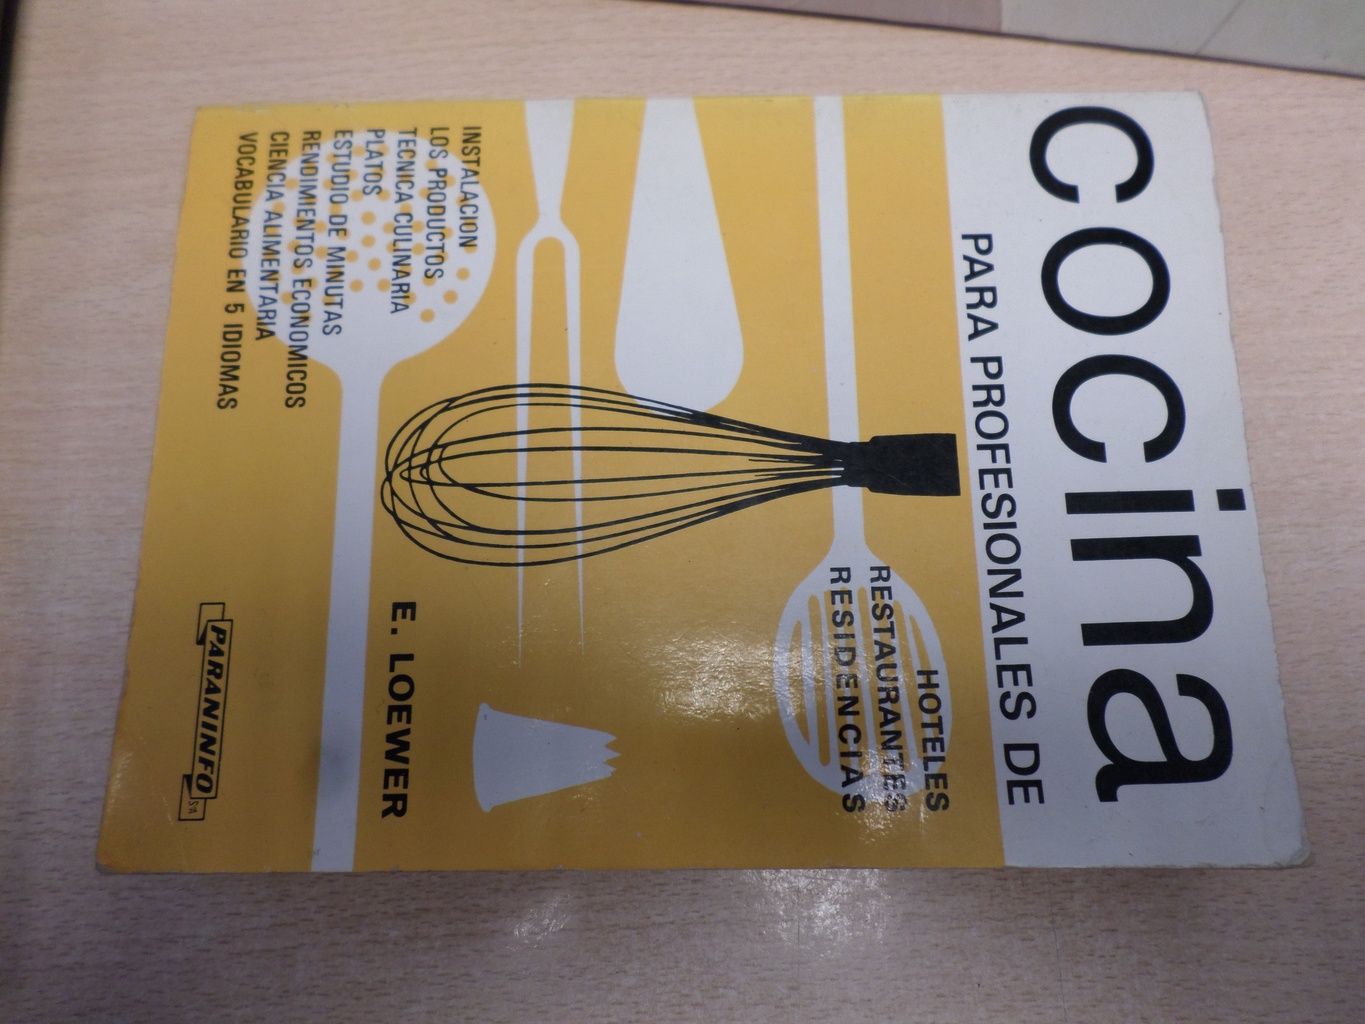 cocina
PARA PROFESIONALES DE
HOTELES
RESTAURANTES
RESIDENCIAS
INSTALACION
LOS PRODUCTOS
TECNICA CULINARIA
PLATOS
ESTUDIO DE MINUTAS
RENDIMIENTOS ECONOMICOS
CIENCIA ALIMENTARIA
VOCABULARIO EN 5 IDIOMAS
E. LOEWER
PARANINFO SA